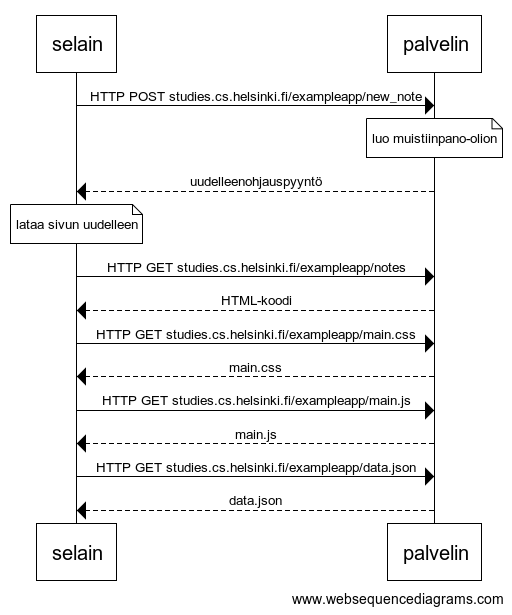 selain
palvelin
HTTP POST studies.cs.helsinki.fi/exampleapp/new_note
luo muistiinpano-olion
uudelleenohjauspyyntö
lataa sivun uudelleen
HTTP GET studies.cs.helsinki.fi/exampleapp/notes
HTML-koodi
HTTP GET studies.cs.helsinki.fi/exampleapp/main.css
main.css
HTTP GET studies.cs.helsinki.fi/exampleapp/main.js
main.js
HTTP GET studies.cs.helsinki.fi/exampleapp/data.json
data.json
selain
palvelin
www.websequencediagrams.com